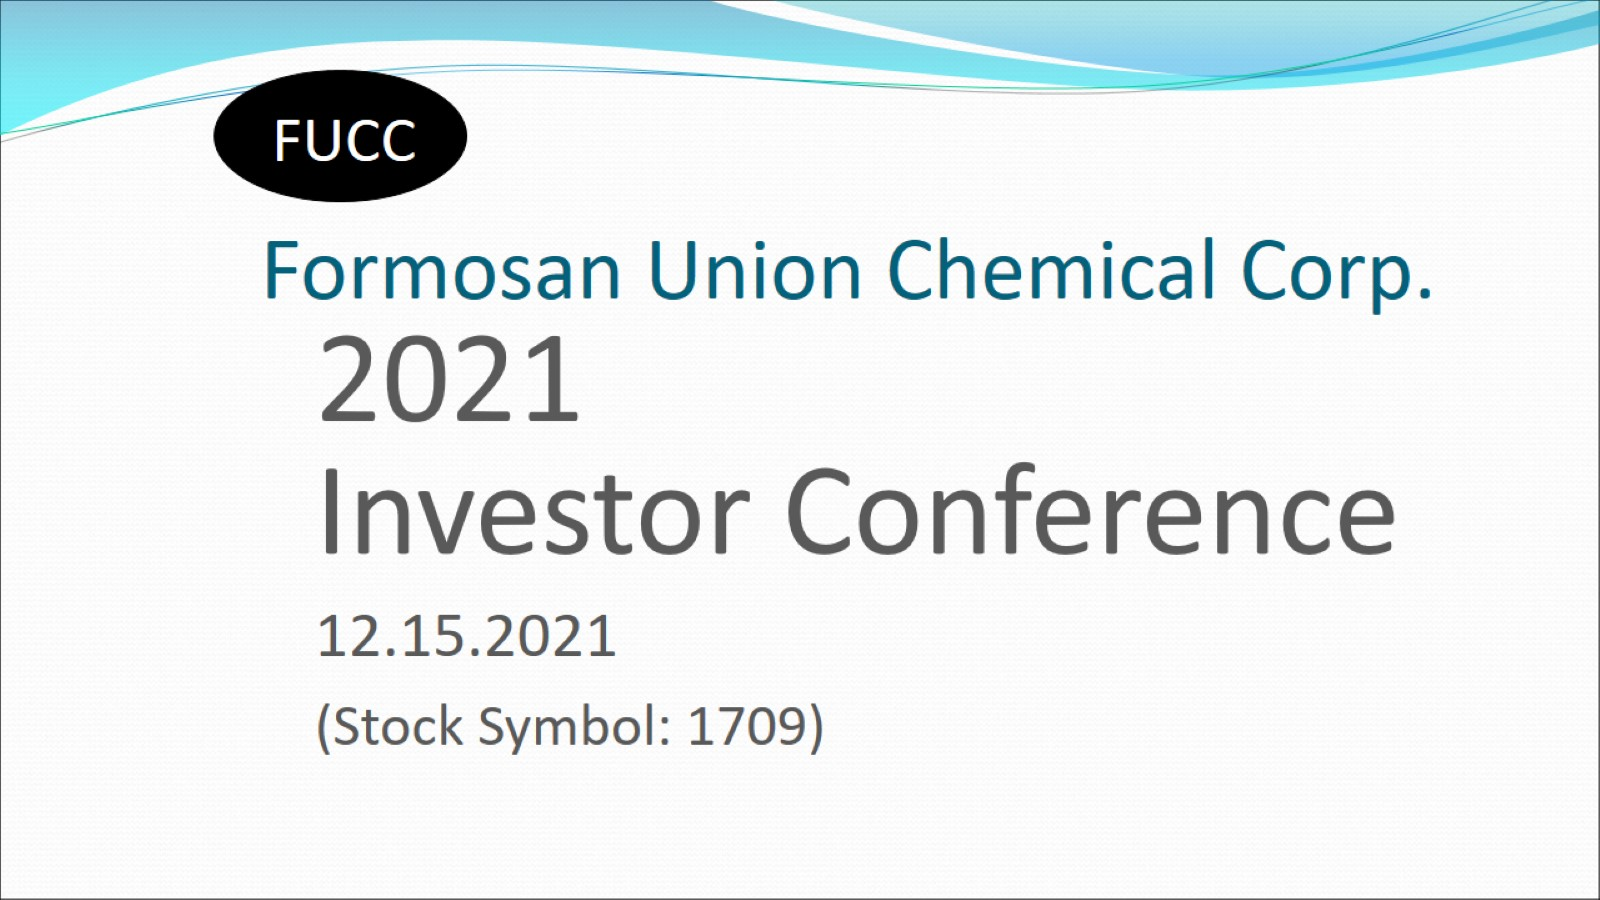 FUCC
Formosan Union Chemical Corp.
2021
Investor Conference
12.15.2021
(Stock Symbol: 1709)